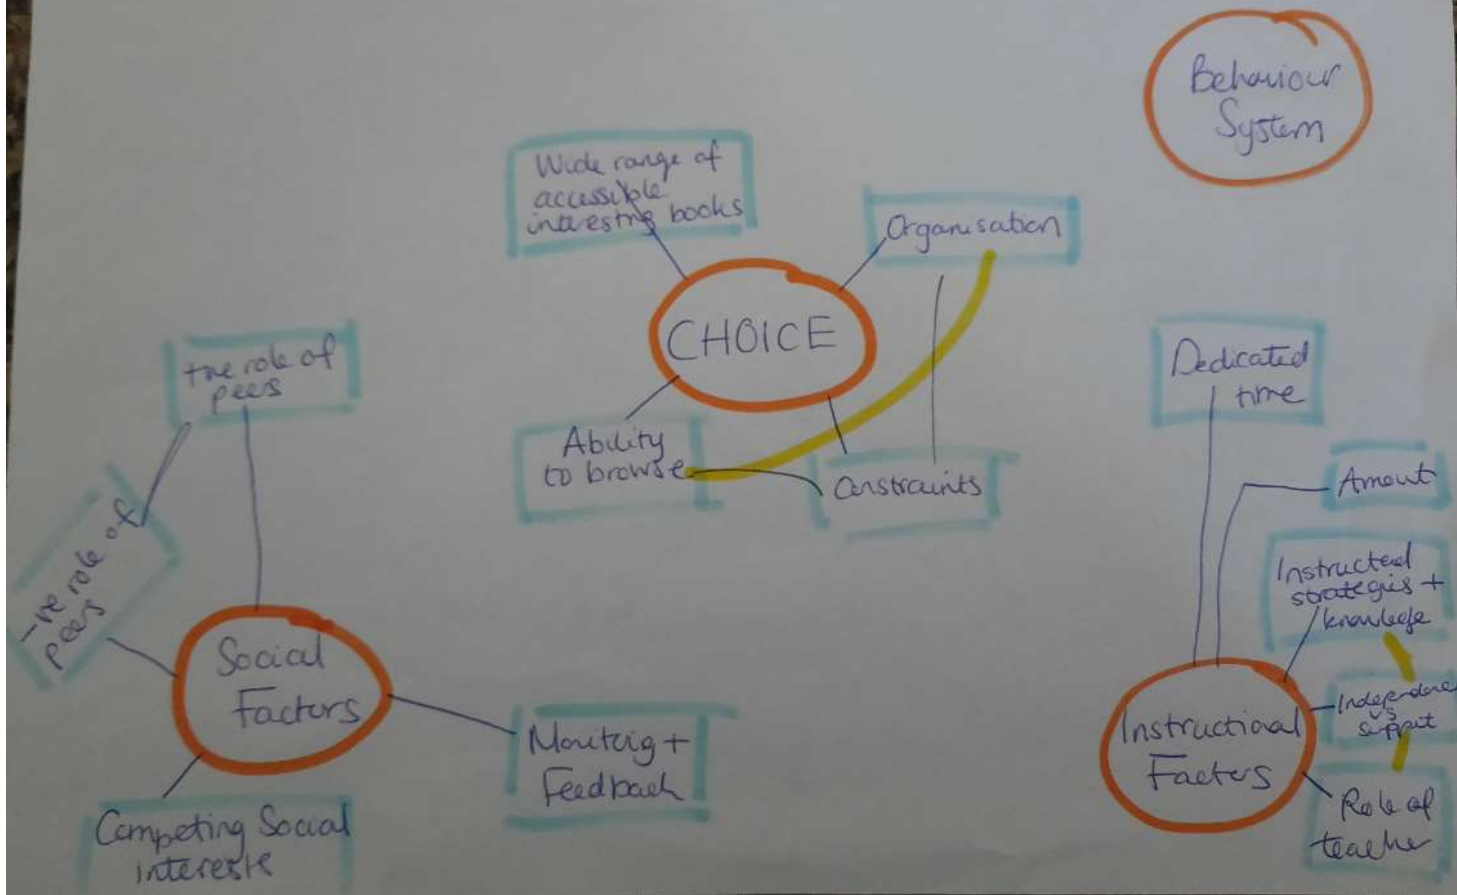 Behaviour
System
Wide range of
accessible
interesting books
Organisation
CHOICE
Ability
to browse
Constraints
+ve role of
peers
-ve role of
peers
Social
Factors
Monitoring +
Feedback
Competing Social
interests
Dedicated
time
Amount
Instructed
strategies +
knowledge
Independence
vs
support
Instructional
Factors
Role of
teacher